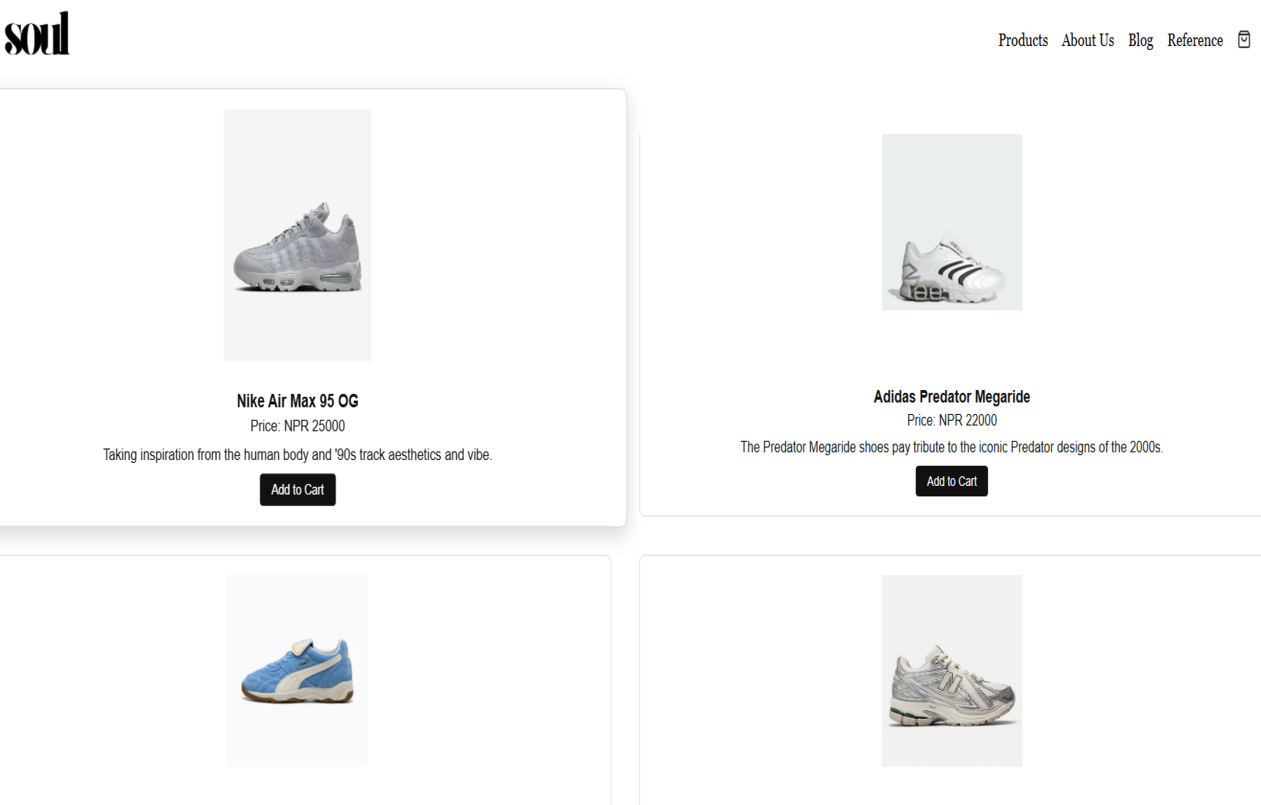 soul
Products About Us Blog Reference
Nike Air Max 95 OG
Price: NPR 25000
Taking inspiration from the human body and '90s track aesthetics and vibe.
Add to Cart
Adidas Predator Megaride
Price: NPR 22000
The Predator Megaride shoes pay tribute to the iconic Predator designs of the 2000s.
Add to Cart
N